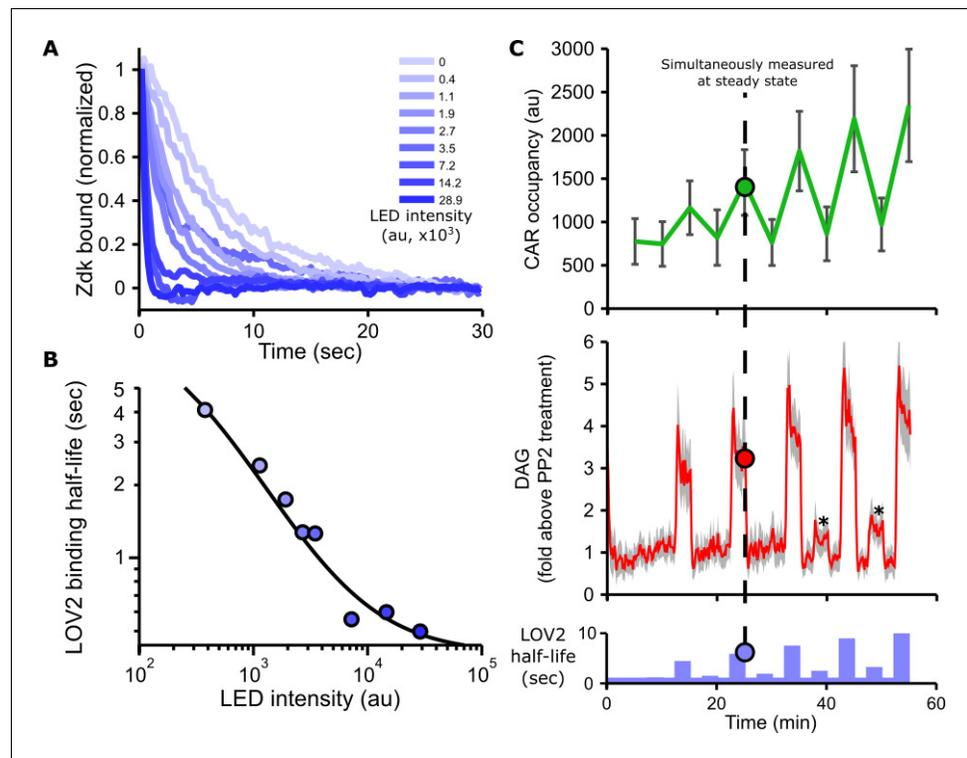 A
Zdk bound (normalized)
1
0.8
0.6
0.4
0.2
0
0
10
20
30
Time (sec)
0
0.4
1.1
1.9
2.7
3.5
7.2
14.2
28.9
LED intensity
(au, x10³)
B
LOV2 binding half-life (sec)
5
4
3
2
1
10²
10³
10⁴
10⁵
LED intensity (au)
C
CAR occupancy (au)
3000
2500
2000
1500
1000
500
0
Simultaneously measured
at steady state
DAG
(fold above PP2 treatment)
6
5
4
3
2
1
0
*
*
LOV2
half-life
(sec)
10
0
0
20
40
60
Time (min)